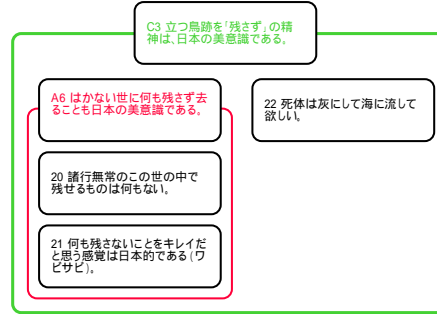 C3 立つ鳥跡を｢残さず｣の精
神は、日本の美意識である。
A6 はかない世に何も残さず去
ることも日本の美意識である。
22 死体は灰にして海に流して
欲しい。
20 諸行無常のこの世の中で
残せるものは何もない。
21 何も残さないことをキレイだ
と思う感覚は日本的である(ワ
ビサビ)。